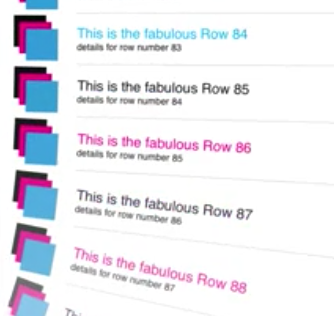 This is the fabulous Row 84
details for row number 83
This is the fabulous Row 85
details for row number 84
This is the fabulous Row 86
details for row number 85
This is the fabulous Row 87
details for row number 86
This is the fabulous Row 88
details for row number 87